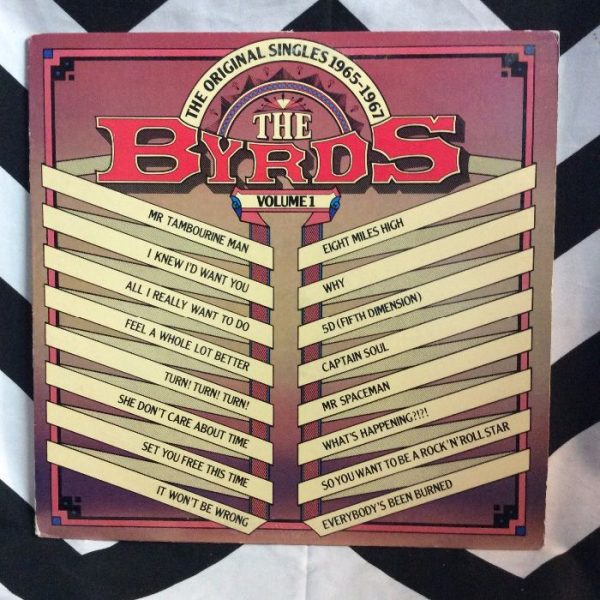 THE ORIGINAL SINGLES 1965-1967
THE
BYRDS
VOLUME 1
MR TAMBOURINE MAN
I KNEW I'D WANT YOU
ALL I REALLY WANT TO DO
FEEL A WHOLE LOT BETTER
TURN! TURN! TURN!
SHE DON'T CARE ABOUT TIME
SET YOU FREE THIS TIME
IT WON'T BE WRONG
EIGHT MILES HIGH
WHY
5D (FIFTH DIMENSION)
CAPTAIN SOUL
MR SPACEMAN
WHAT'S HAPPENING?!?!
SO YOU WANT TO BE A ROCK 'N' ROLL STAR
EVERYBODY'S BEEN BURNED